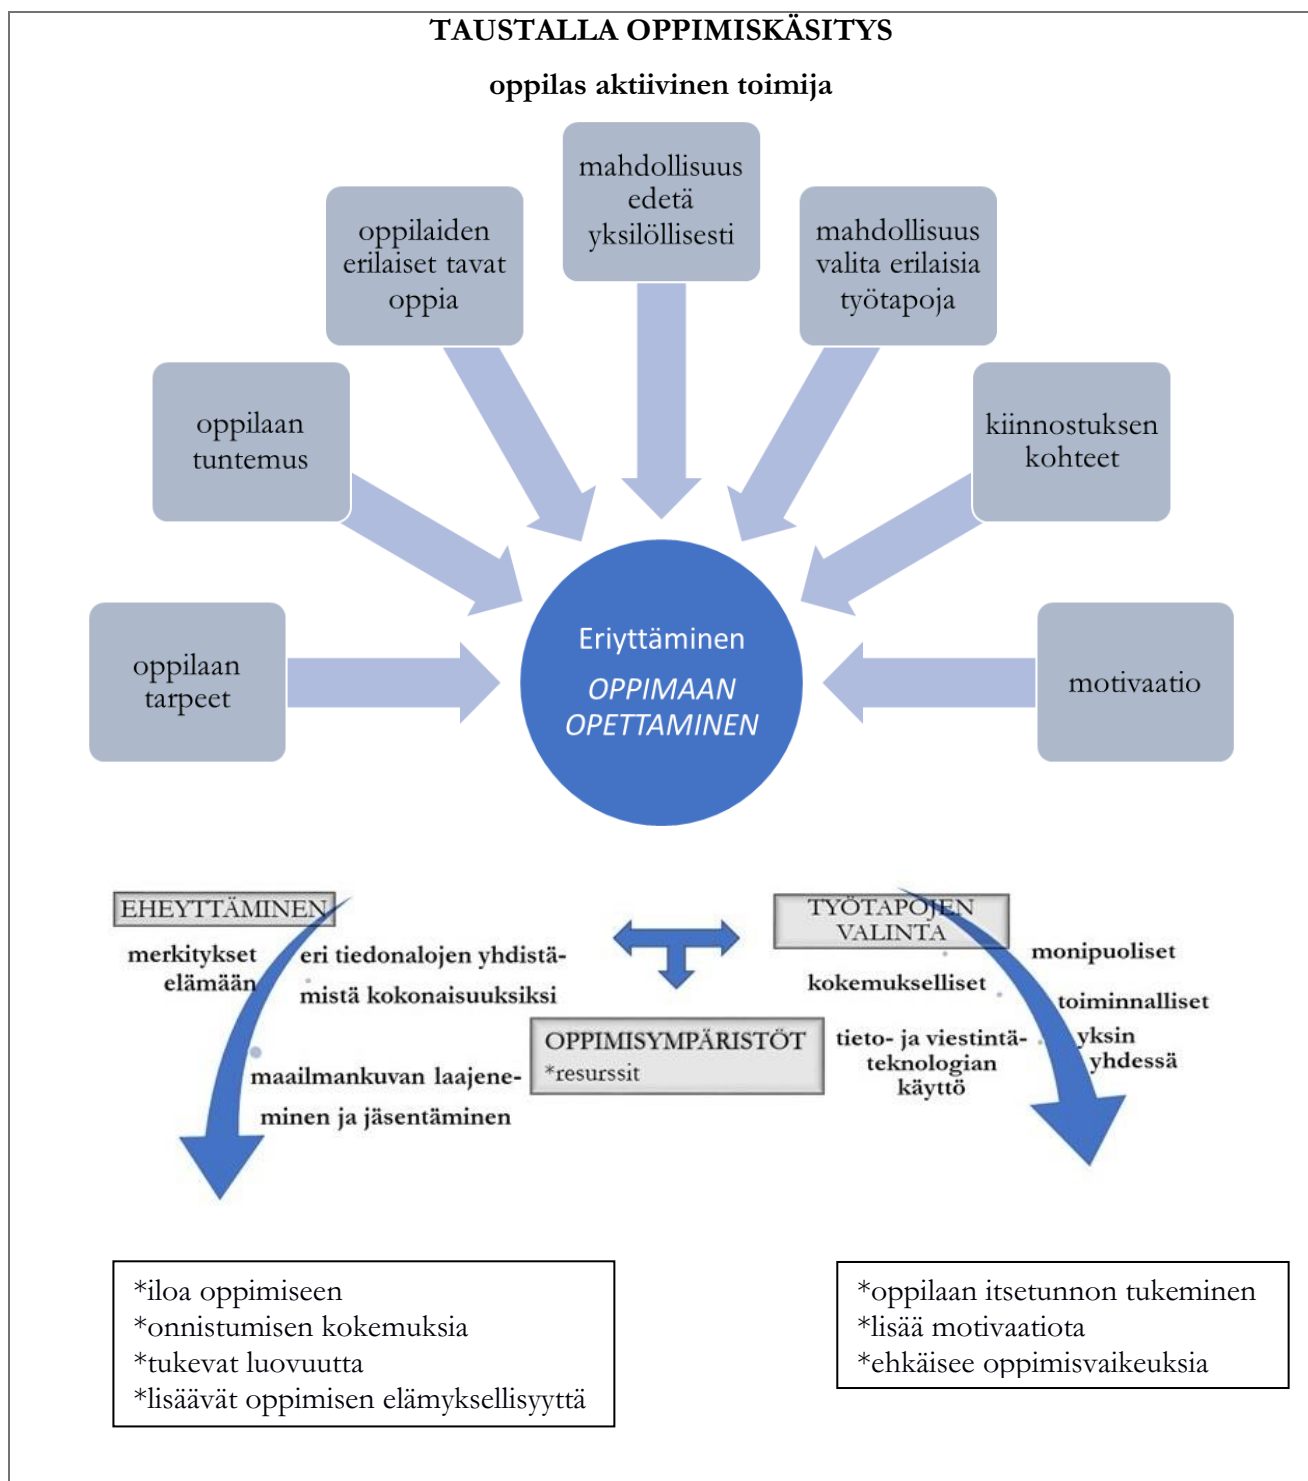 TAUSTALLA OPPIMISKÄSITYS
oppilas aktiivinen toimija
mahdollisuus
edetä
yksilöllisesti
oppilaiden
erilaiset tavat
oppia
mahdollisuus
valita erilaisia
työtapoja
oppilaan
tuntemus
kiinnostuksen
kohteet
oppilaan
tarpeet
Eriyttäminen
OPPIMAAN
OPETTAMINEN
motivaatio
EHEYTTÄMINEN
merkitykset
elämään
eri tiedonalojen yhdistä-
mistä kokonaisuuksiksi
maailmankuvan laajene-
minen ja jäsentäminen
OPPIMISYMPÄRISTÖT
*resurssit
TYÖTAPOJEN
VALINTA
monipuoliset
kokemukselliset
toiminnalliset
tieto- ja viestintä-
teknologian
käyttö
yksin
yhdessä
*iloa oppimiseen
*onnistumisen kokemuksia
*tukevat luovuutta
*lisäävät oppimisen elämyksellisyyttä
*oppilaan itsetunnon tukeminen
*lisää motivaatiota
*ehkäisee oppimisvaikeuksia